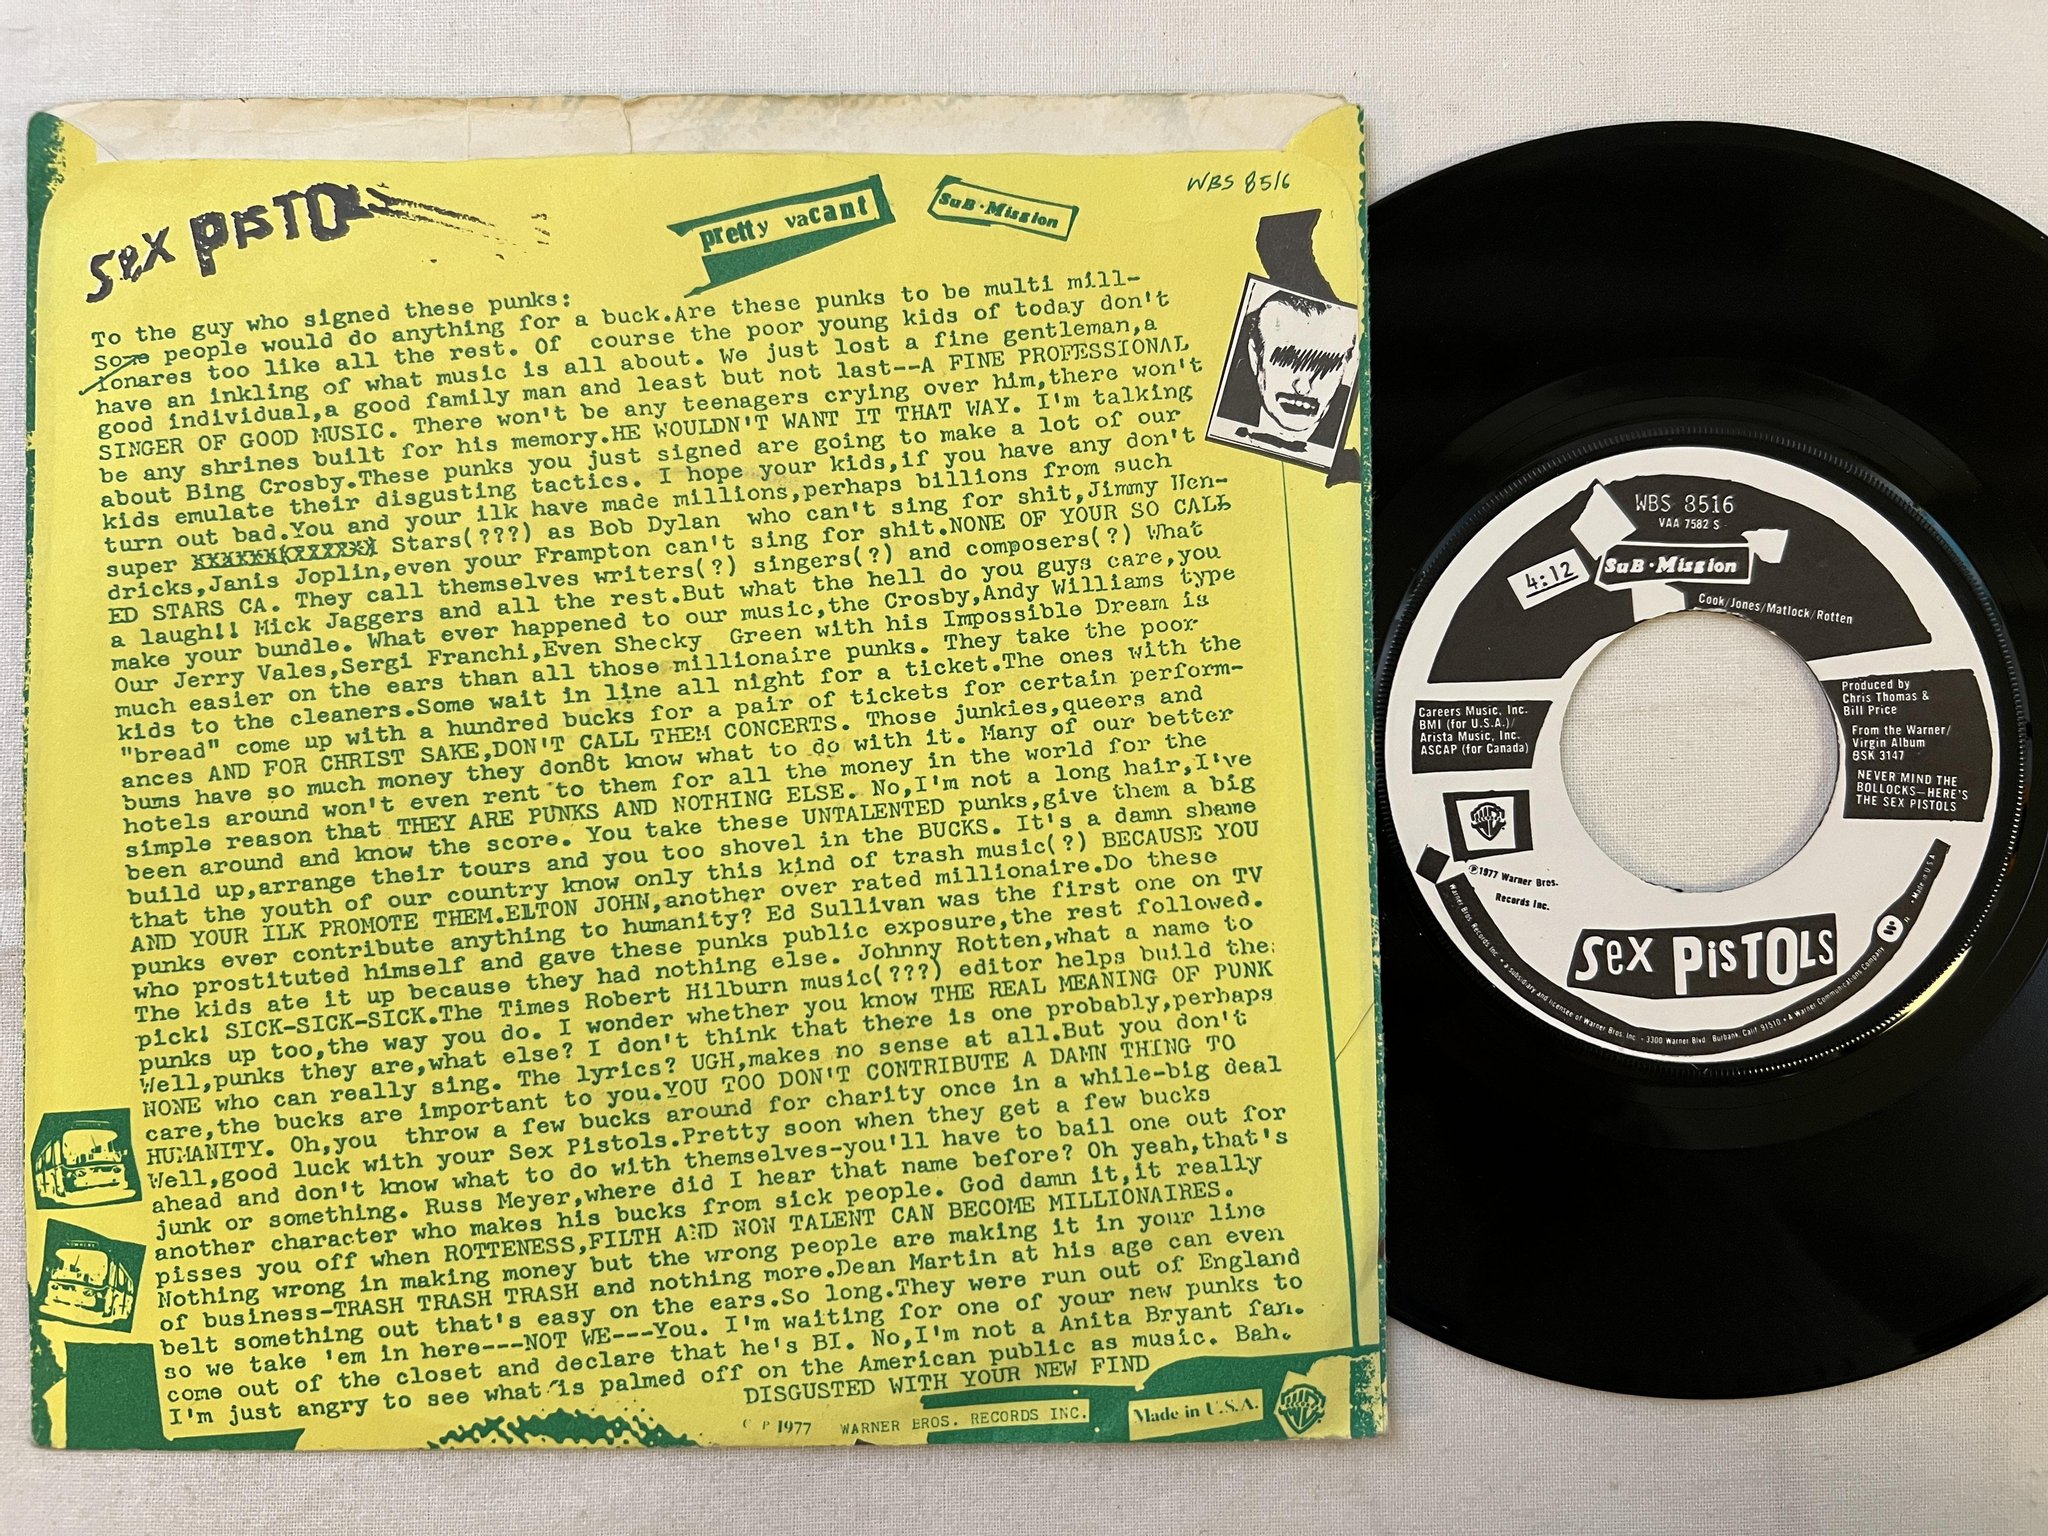 sex PisTOLs
pretty vacant
SuB·Mission
WBS 8516
To the guy who signed these punks:
Some people would do anything for a buck.Are these punks to be multi mill-
ionares too like all the rest. Of course the poor young kids of today don't
have an inkling of what music is all about. We just lost a fine gentleman,a
good individual,a good family man and least but not last--A FINE PROFESSIONAL
SINGER OF GOOD MUSIC. There won't be any teenagers crying over him,there won't
be any shrines built for his memory.HE WOULDN'T WANT IT THAT WAY. I'm talking
about Bing Crosby.These punks you just signed are going to make a lot of our
kids emulate their disgusting tactics. I hope your kids,if you have any don't
turn out bad.You and your ilk have made millions,perhaps billions from such
super xxxxxx(xxxxxx) Stars(???) as Bob Dylan who can't sing for shit,Jimmy Hen-
dricks,Janis Joplin,even your Frampton can't sing for shit.NONE OF YOUR SO CALL
ED STARS CA. They call themselves writers(?) singers(?) and composers(?) What
a laugh!! Mick Jaggers and all the rest.But what the hell do you guys care,you
make your bundle. What ever happened to our music,the Crosby,Andy Williams type
Our Jerry Vales,Sergi Franchi,Even Shecky Green with his Impossible Dream is
much easier on the ears than all those millionaire punks. They take the poor
kids to the cleaners.Some wait in line all night for a ticket.The ones with the
"bread" come up with a hundred bucks for a pair of tickets for certain perform-
ances AND FOR CHRIST SAKE,DON'T CALL THEM CONCERTS. Those junkies,queers and
bums have so much money they don8t know what to do with it. Many of our better
hotels around won't even rent to them for all the money in the world for the
simple reason that THEY ARE PUNKS AND NOTHING ELSE. No,I'm not a long hair,I've
been around and know the score. You take these UNTALENTED punks,give them a big
build up,arrange their tours and you too shovel in the BUCKS. It's a damn shame
that the youth of our country know only this kind of trash music(?) BECAUSE YOU
AND YOUR ILK PROMOTE THEM.ELTON JOHN,another over rated millionaire.Do these
punks ever contribute anything to humanity? Ed Sullivan was the first one on TV
who prostituted himself and gave these punks public exposure,the rest followed.
The kids ate it up because they had nothing else. Johnny Rotten,what a name to
pick! SICK-SICK-SICK.The Times Robert Hilburn music(???) editor helps build the
punks up too,the way you do. I wonder whether you know THE REAL MEANING OF PUNK
Well,punks they are,what else? I don't think that there is one probably,perhaps
NONE who can really sing. The lyrics? UGH,makes no sense at all.But you don't
care,the bucks are important to you.YOU TOO DON'T CONTRIBUTE A DAMN THING TO
HUMANITY. Oh,you throw a few bucks around for charity once in a while-big deal
Well,good luck with your Sex Pistols.Pretty soon when they get a few bucks
ahead and don't know what to do with themselves-you'll have to bail one out for
junk or something. Russ Meyer,where did I hear that name before? Oh yeah,that's
another character who makes his bucks from sick people. God damn it,it really
pisses you off when ROTTENESS,FILTH AND NON TALENT CAN BECOME MILLIONAIRES.
Nothing wrong in making money but the wrong people are making it in your line
of business-TRASH TRASH TRASH and nothing more.Dean Martin at his age can even
belt something out that's easy on the ears.So long.They were run out of England
so we take 'em in here---NOT WE---You. I'm waiting for one of your new punks to
come out of the closet and declare that he's BI. No,I'm not a Anita Bryant fan.
I'm just angry to see what is palmed off on the American public as music. Bah.
DISGUSTED WITH YOUR NEW FIND
C P 1977 WARNER BROS. RECORDS INC.
Made in U.S.A.
WBS 8516
VAA 7582 S
4:12
SuB·Mission
Cook/Jones/Matlock/Rotten
Careers Music, Inc.
BMI (for U.S.A.)/
Arista Music, Inc.
ASCAP (for Canada)
Produced by
Chris Thomas &
Bill Price
From the Warner/
Virgin Album
BSK 3147
NEVER MIND THE
BOLLOCKS—HERE'S
THE SEX PISTOLS
℗1977 Warner Bros.
Records Inc.
sex PisTOLs
Warner Bros. Records Inc. • a subsidiary and licensee of Warner Bros. Inc. • 3300 Warner Blvd. Burbank, Calif. 91510 • A Warner Communications Company
• Made in U.S.A.